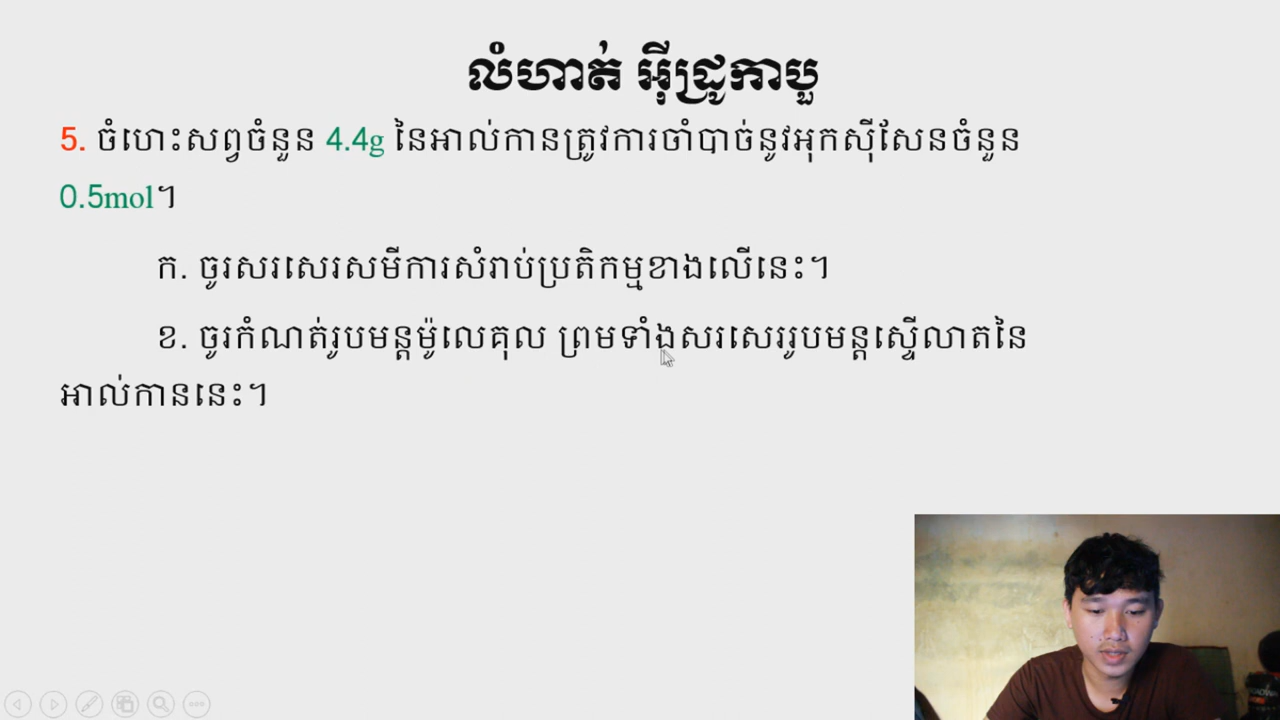 លំហាត់ អ៊ីដ្រូកាបួ
5. ចំហេះសព្វចំនួន 4.4g នៃអាល់កានត្រូវការចាំបាច់នូវអុកស៊ីសែនចំនួន
0.5mol។
ក. ចូរសរសេរសមីការសំរាប់ប្រតិកម្មខាងលើនេះ។
ខ. ចូរកំណត់រូបមន្តម៉ូលេគុល ព្រមទាំងសរសេររូបមន្តស្ទើលាតនៃ
អាល់កាននេះ។